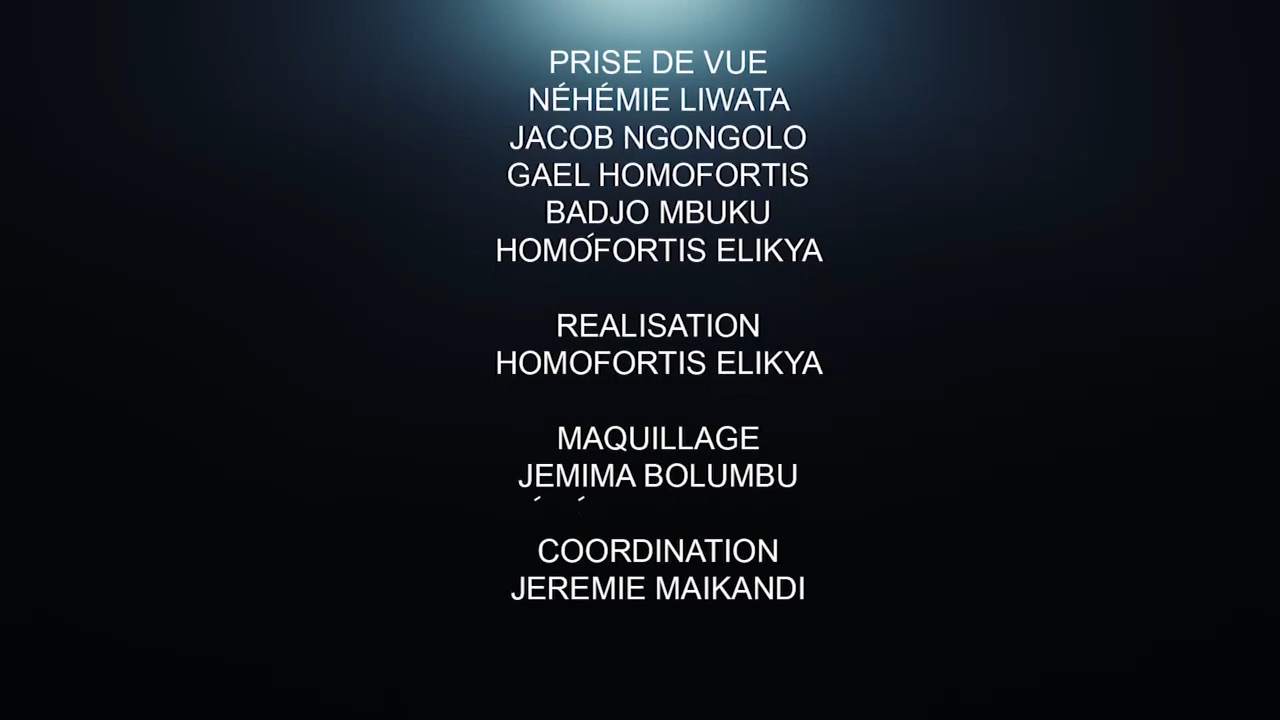 PRISE DE VUE
NÉHÉMIE LIWATA
JACOB NGONGOLO
GAEL HOMOFORTIS
BADJO MBUKU
HOMOFORTIS ELIKYA
REALISATION
HOMOFORTIS ELIKYA
MAQUILLAGE
JEMIMA BOLUMBU
COORDINATION
JEREMIE MAIKANDI